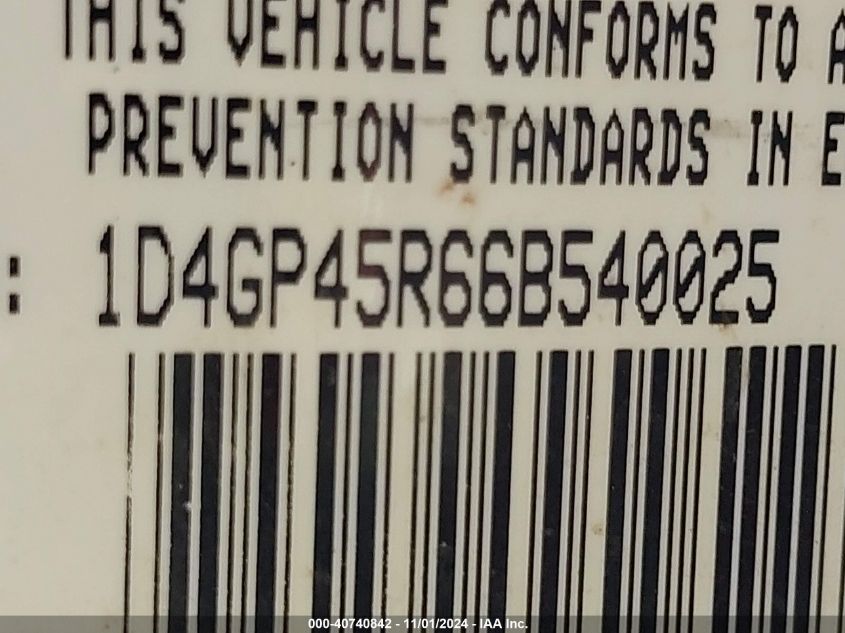 THIS VEHICLE CONFORMS TO A
PREVENTION STANDARDS IN E
: 1D4GP45R66B540025
000-40740842 - 11/01/2024 - IAA Inc.